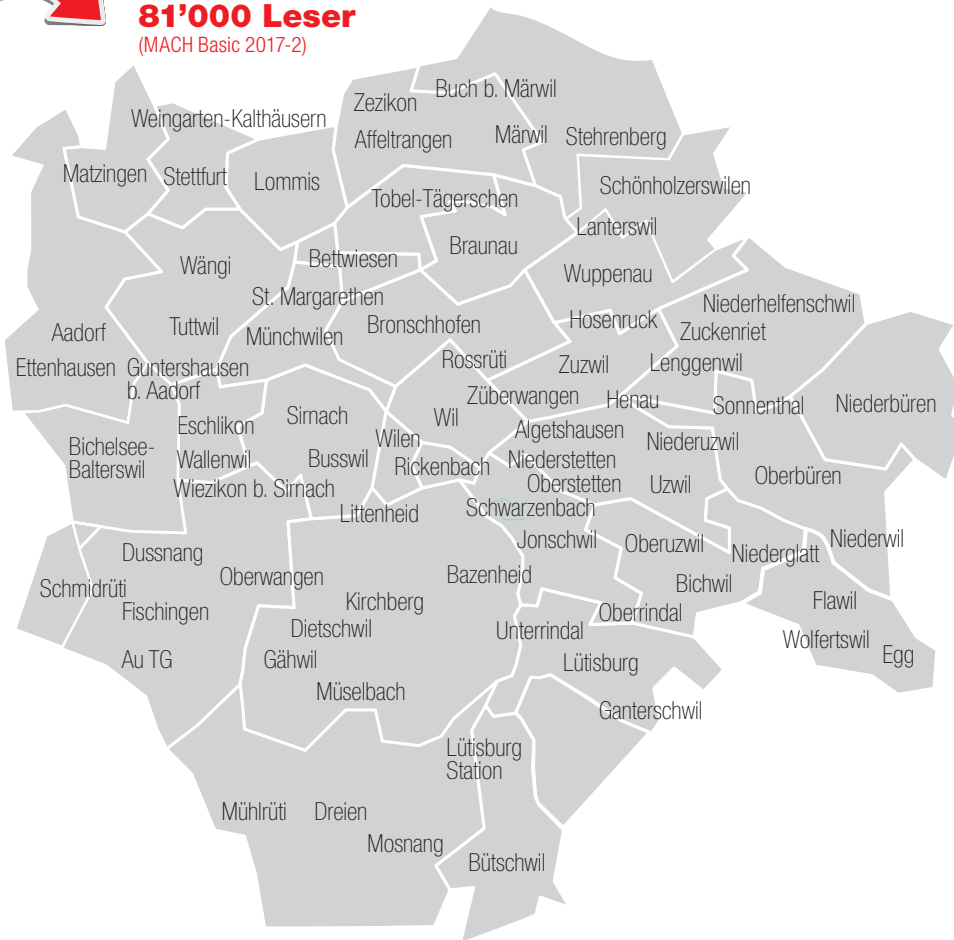 81’000 Leser
(MACH Basic 2017-2)
Buch b. Märwil
Zezikon
Weingarten-Kalthäusern
Affeltrangen
Märwil
Stehrenberg
Matzingen
Stettfurt
Lommis
Schönholzerswilen
Tobel-Tägerschen
Lanterswil
Braunau
Bettwiesen
Wängi
Wuppenau
St. Margarethen
Niederhelfenschwil
Hosenruck
Tuttwil
Bronschhofen
Aadorf
Münchwilen
Zuckenriet
Rossrüti
Zuzwil
Lenggenwil
Ettenhausen
Guntershausen
b. Aadorf
Züberwangen
Henau
Sonnenthal
Niederbüren
Sirnach
Wil
Eschlikon
Algetshausen
Wilen
Niederuzwil
Bichelsee-
Balterswil
Wallenwil
Busswil
Rickenbach
Niederstetten
Oberbüren
Oberstetten
Uzwil
Wiezikon b. Sirnach
Littenheid
Schwarzenbach
Jonschwil
Oberuzwil
Niederwil
Dussnang
Niederglatt
Oberwangen
Bazenheid
Bichwil
Schmidrüti
Kirchberg
Flawil
Fischingen
Oberrindal
Dietschwil
Unterrindal
Wolfertswil
Egg
Au TG
Gähwil
Lütisburg
Müselbach
Ganterschwil
Lütisburg
Station
Mühlrüti
Dreien
Mosnang
Bütschwil